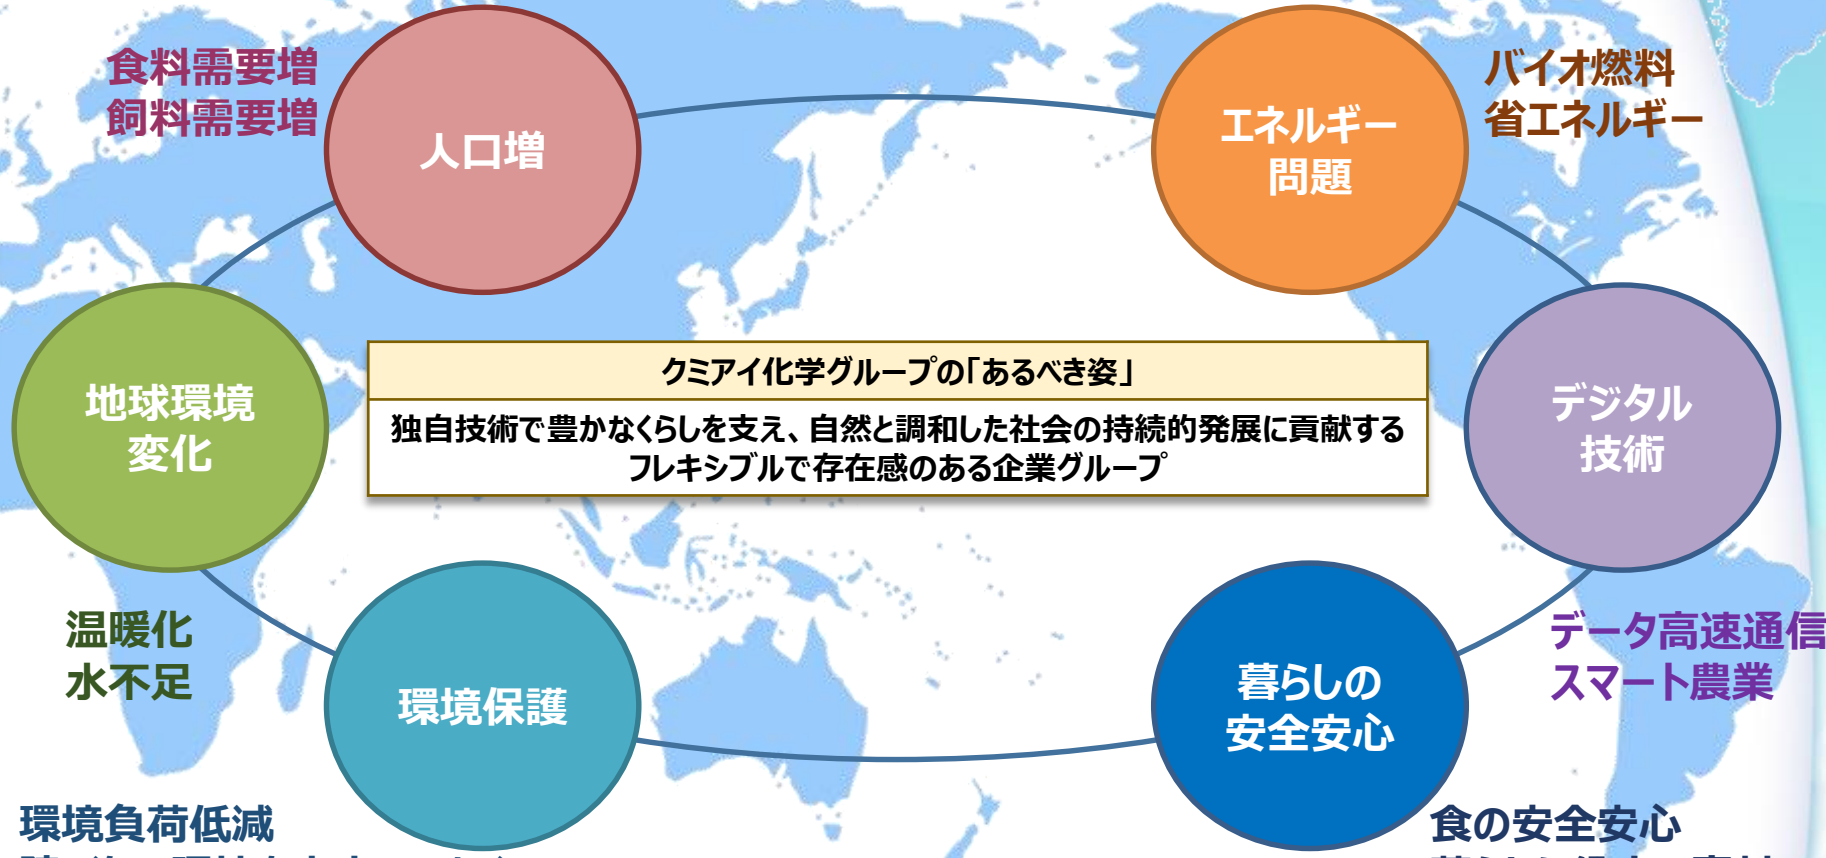 食料需要増
飼料需要増
人口増
エネルギー
問題
バイオ燃料
省エネルギー
クミアイ化学グループの「あるべき姿」
独自技術で豊かなくらしを支え、自然と調和した社会の持続的発展に貢献する
フレキシブルで存在感のある企業グループ
地球環境
変化
デジタル
技術
温暖化
水不足
環境保護
暮らしの
安全安心
データ高速通信
スマート農業
環境負荷低減
食の安全安心